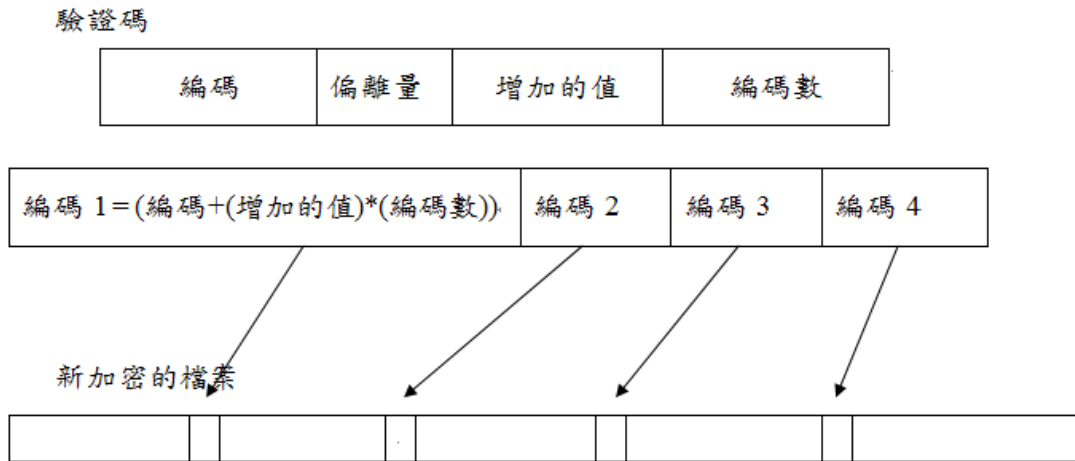 驗證碼
編碼 偏離量 增加的值 編碼數
編碼 1=(編碼+(增加的值)*(編碼數)) 編碼 2 編碼 3 編碼 4
新加密的檔案